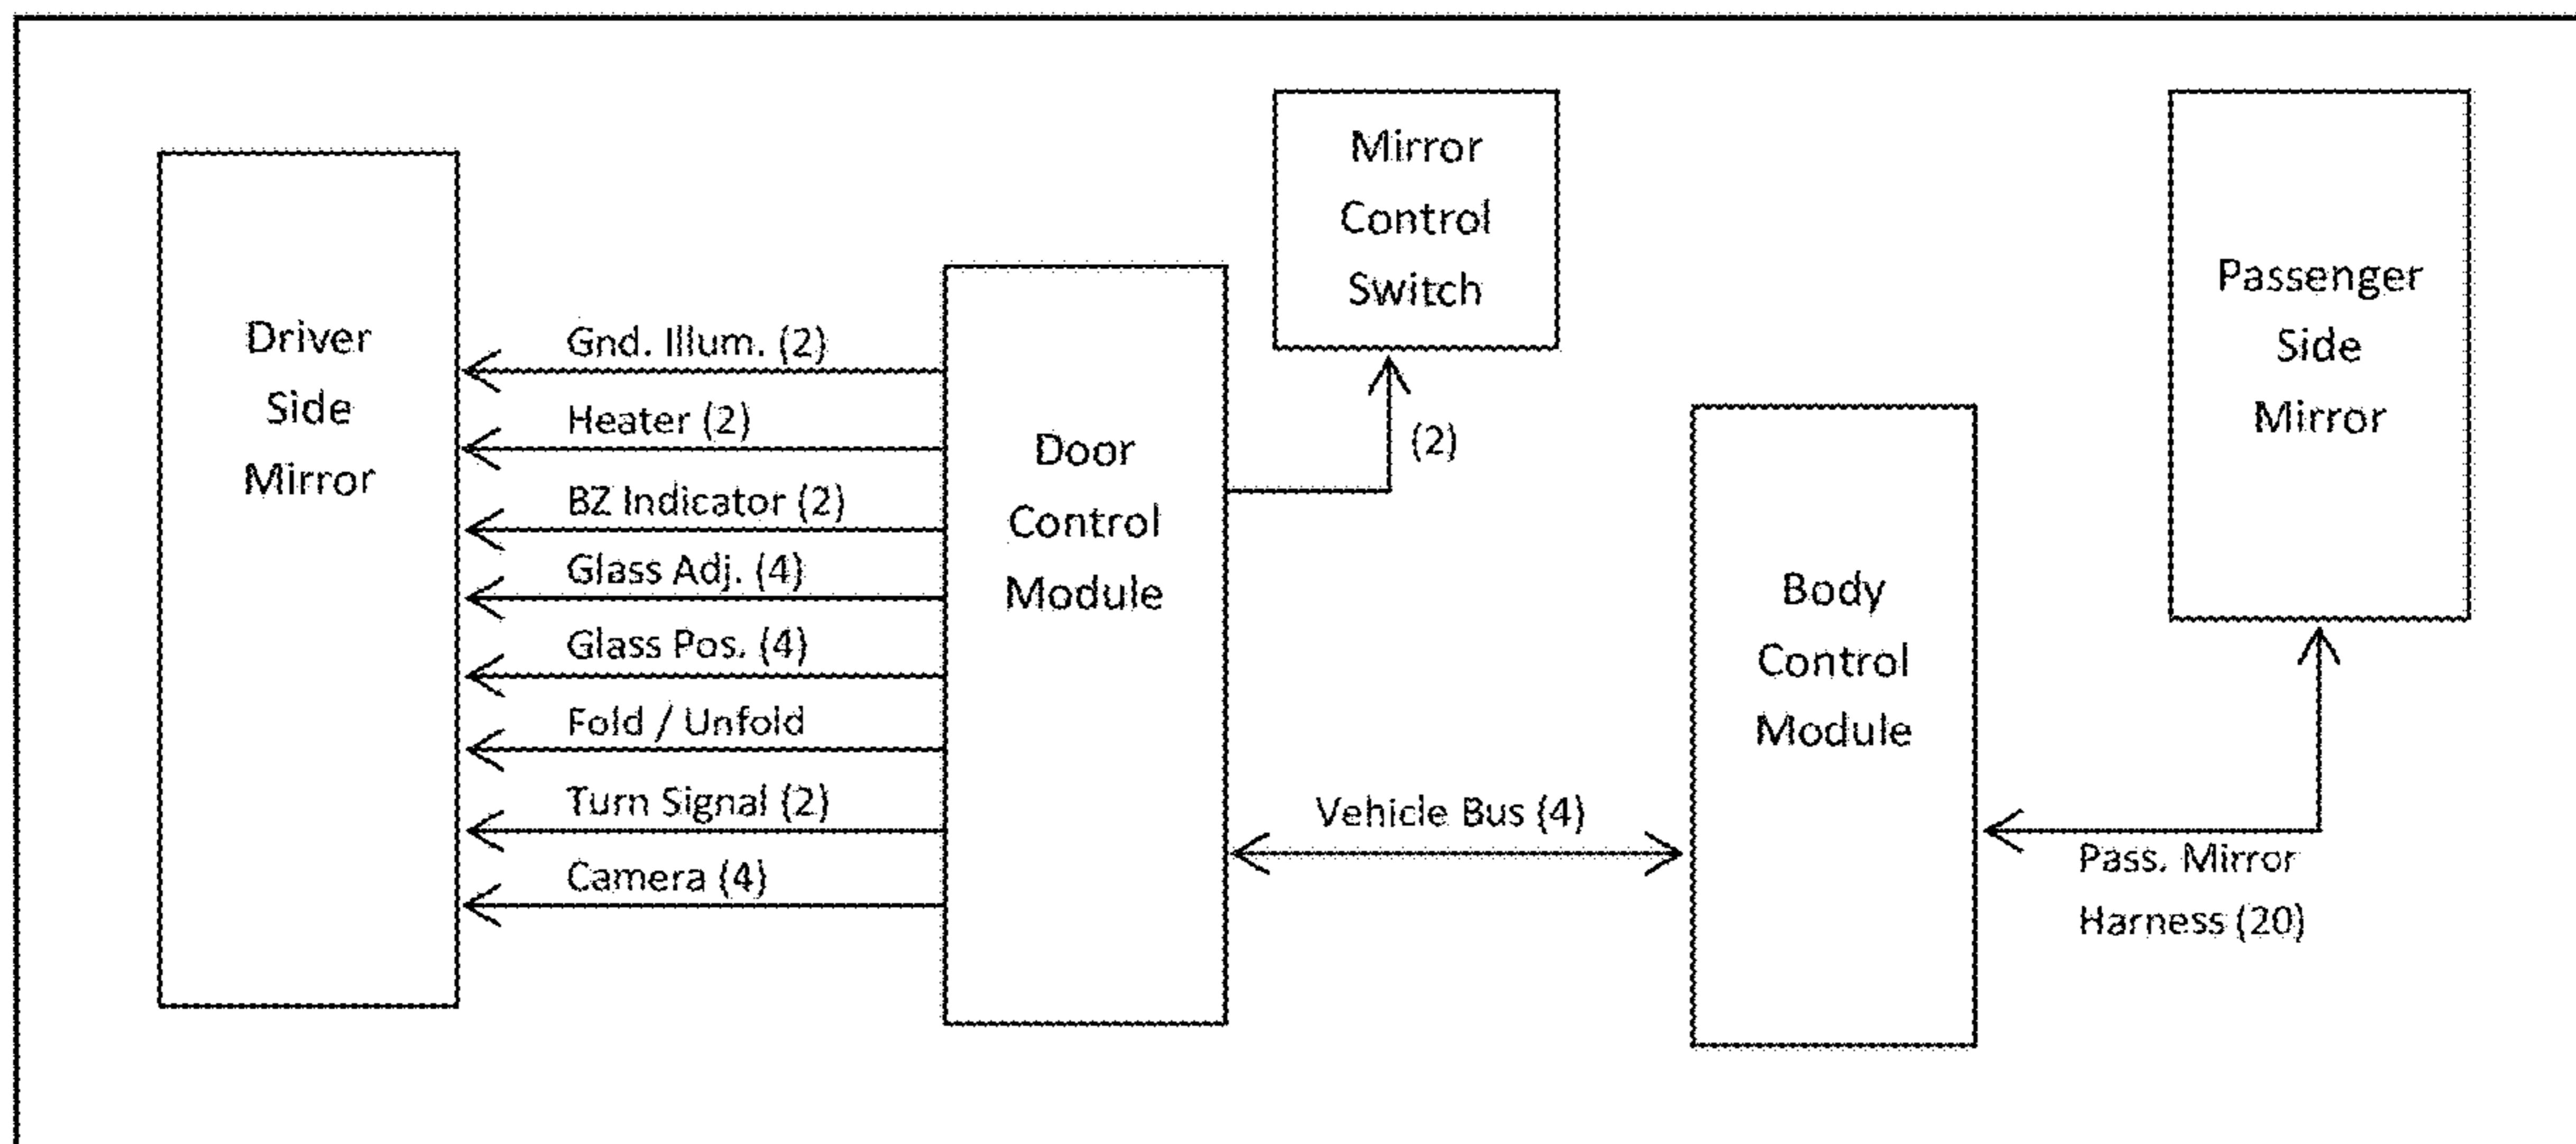 Driver
Side
Mirror
Gnd. Illum. (2)
Heater (2)
BZ Indicator (2)
Glass Adj. (4)
Glass Pos. (4)
Fold / Unfold
Turn Signal (2)
Camera (4)
Door
Control
Module
Mirror
Control
Switch
(2)
Vehicle Bus (4)
Body
Control
Module
Passenger
Side
Mirror
Pass. Mirror
Harness (20)